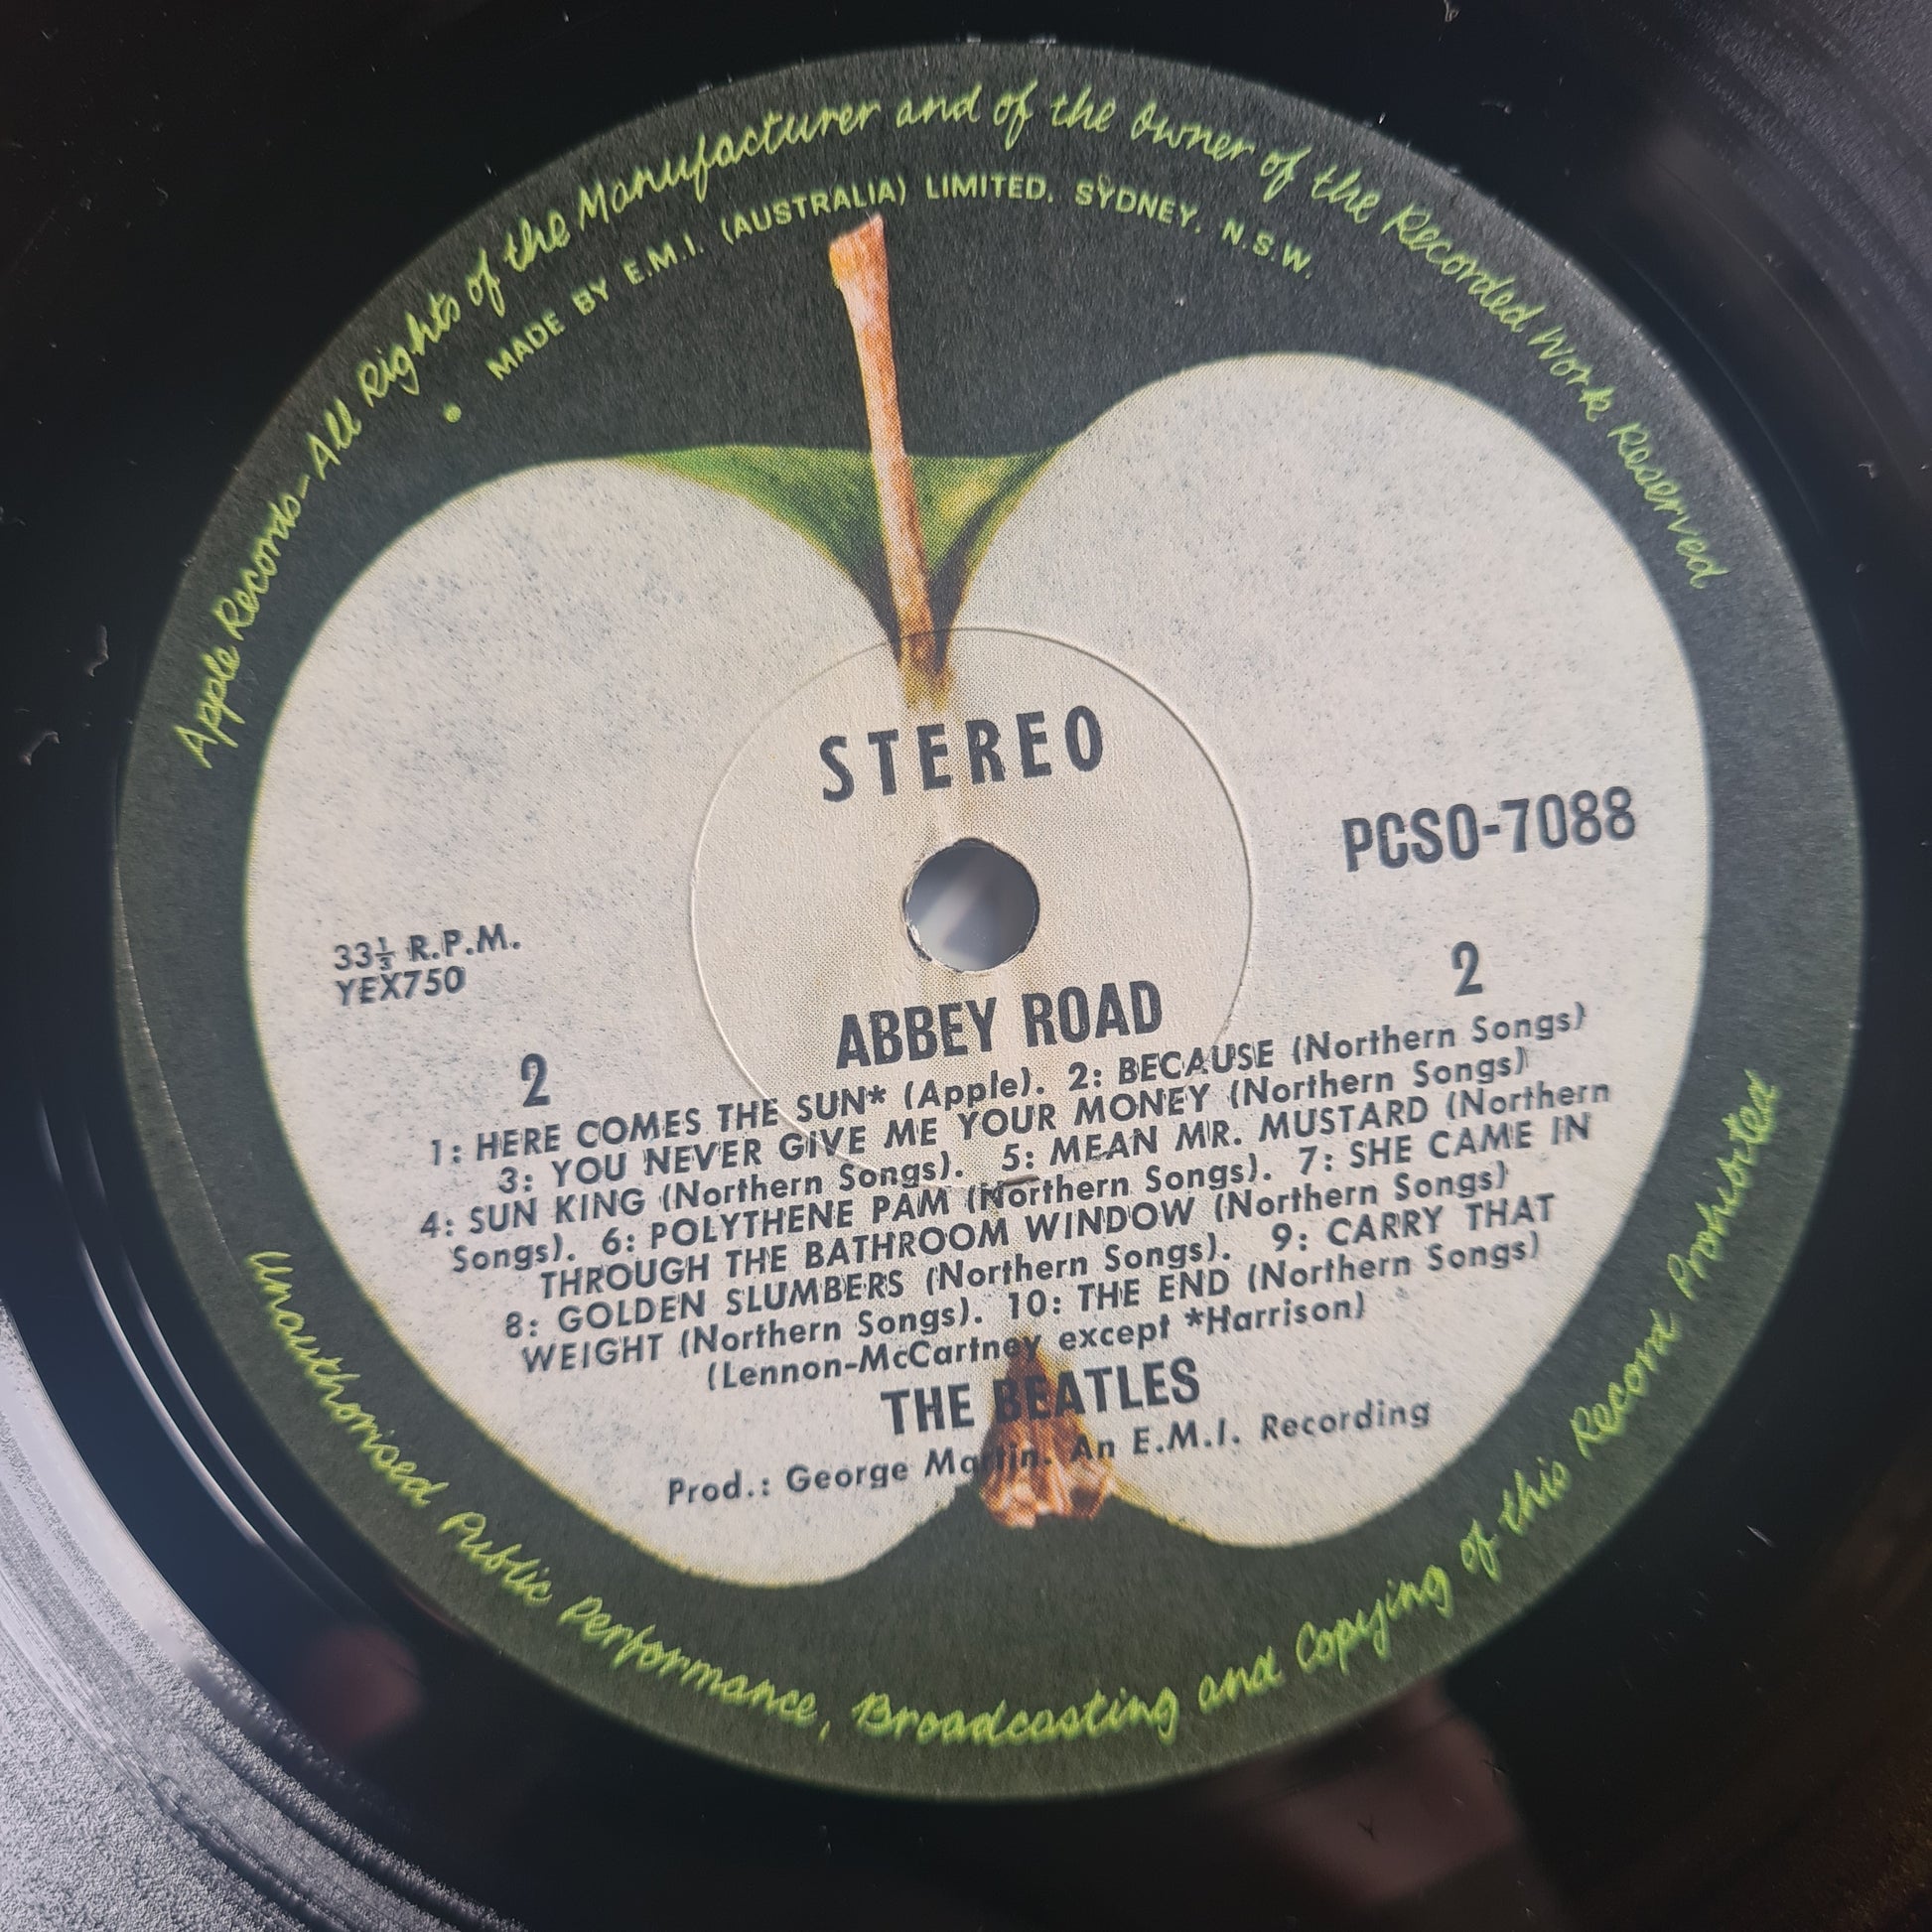 Apple Records – All Rights of the Manufacturer and of the Owner of the Recorded Work Reserved
MADE BY E.M.I. (AUSTRALIA) LIMITED. SYDNEY. N.S.W.
STEREO
PCSO-7088
33⅓ R.P.M.
YEX750
2
2
ABBEY ROAD
1: HERE COMES THE SUN* (Apple). 2: BECAUSE (Northern Songs)
3: YOU NEVER GIVE ME YOUR MONEY (Northern Songs)
4: SUN KING (Northern Songs). 5: MEAN MR. MUSTARD (Northern
Songs). 6: POLYTHENE PAM (Northern Songs). 7: SHE CAME IN
THROUGH THE BATHROOM WINDOW (Northern Songs)
8: GOLDEN SLUMBERS (Northern Songs). 9: CARRY THAT
WEIGHT (Northern Songs). 10: THE END (Northern Songs)
(Lennon-McCartney except *Harrison)
THE BEATLES
Prod.: George Martin. An E.M.I. Recording
Unauthorised Public Performance, Broadcasting and Copying of this Record Prohibited